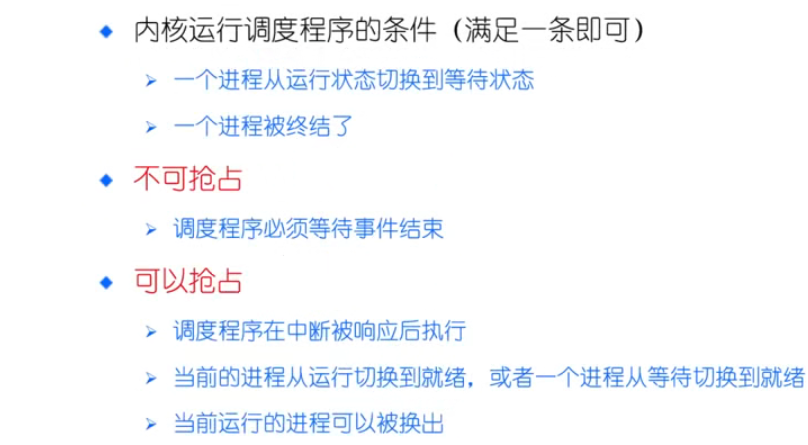 内核运行调度程序的条件（满足一条即可）
一个进程从运行状态切换到等待状态
一个进程被终结了
不可抢占
调度程序必须等待事件结束
可以抢占
调度程序在中断被响应后执行
当前的进程从运行切换到就绪，或者一个进程从等待切换到就绪
当前运行的进程可以被换出